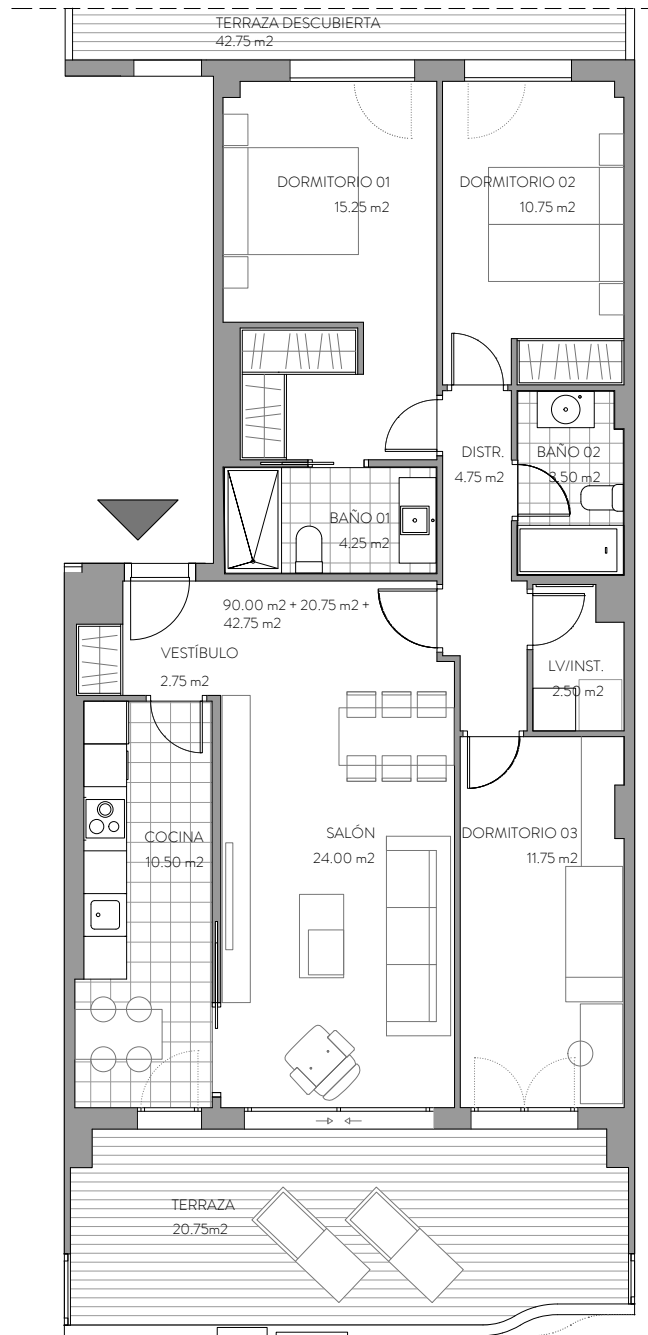 TERRAZA DESCUBIERTA
42.75 m2
DORMITORIO 01
15.25 m2
DORMITORIO 02
10.75 m2
DISTR.
4.75 m2
BAÑO 02
3.50 m2
BAÑO 01
4.25 m2
90.00 m2 + 20.75 m2 +
42.75 m2
VESTÍBULO
2.75 m2
LV/INST.
2.50 m2
COCINA
10.50 m2
SALÓN
24.00 m2
DORMITORIO 03
11.75 m2
TERRAZA
20.75m2